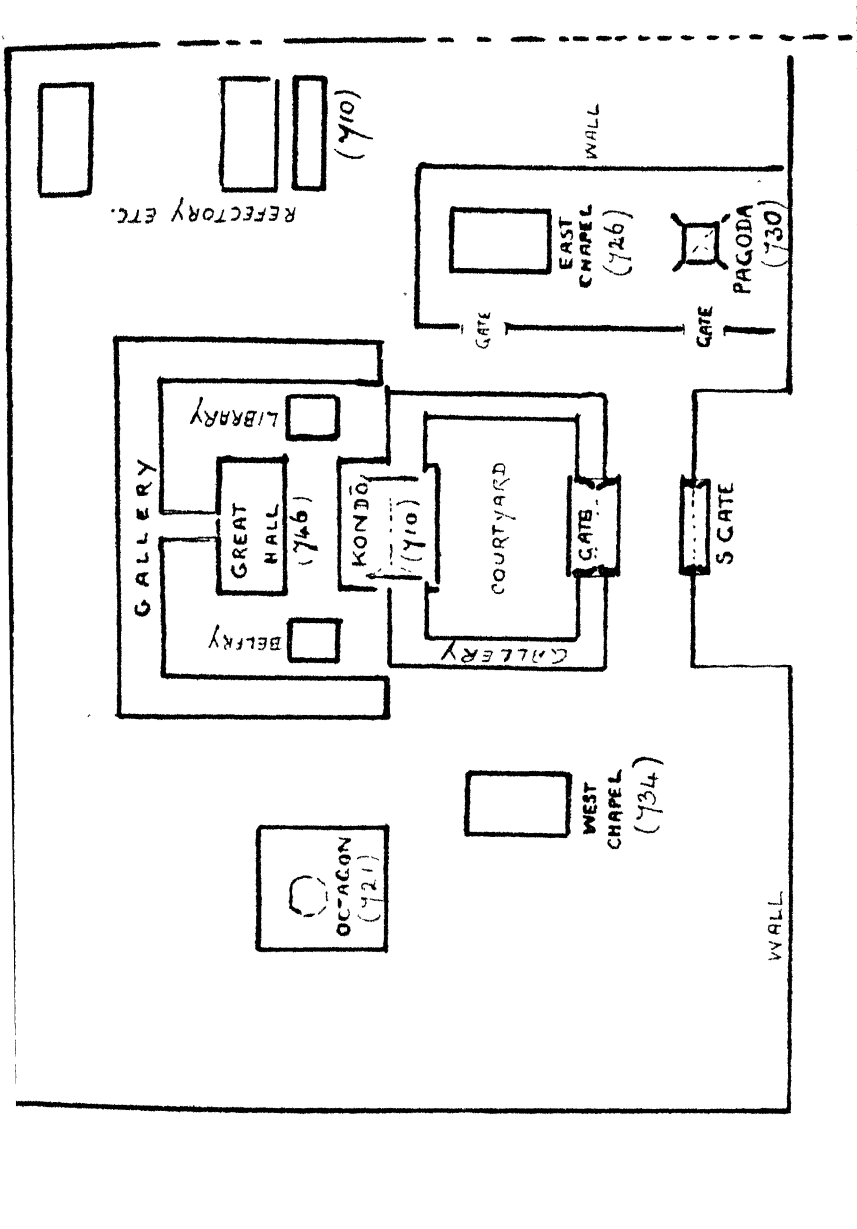 REFECTORY ETC.
(710)
GALLERY
GREAT
HALL
(746)
BELFRY
LIBRARY
KONDŌ
(710)
OCTAGON
(721)
COURTYARD
GALLERY
GATE
WEST
CHAPEL
(734)
GATE
EAST
CHAPEL
(726)
WALL
S GATE
GATE
PAGODA
(730)
WALL